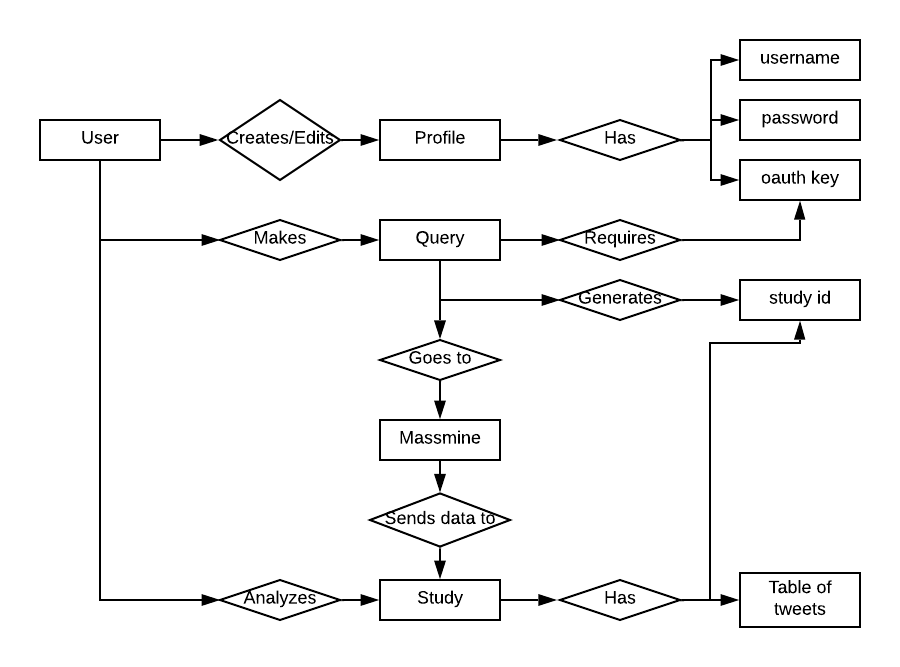 username
password
User
Creates/Edits
Profile
Has
oauth key
Makes
Query
Requires
Generates
study id
Goes to
Massmine
Sends data to
Analyzes
Study
Has
Table of
tweets